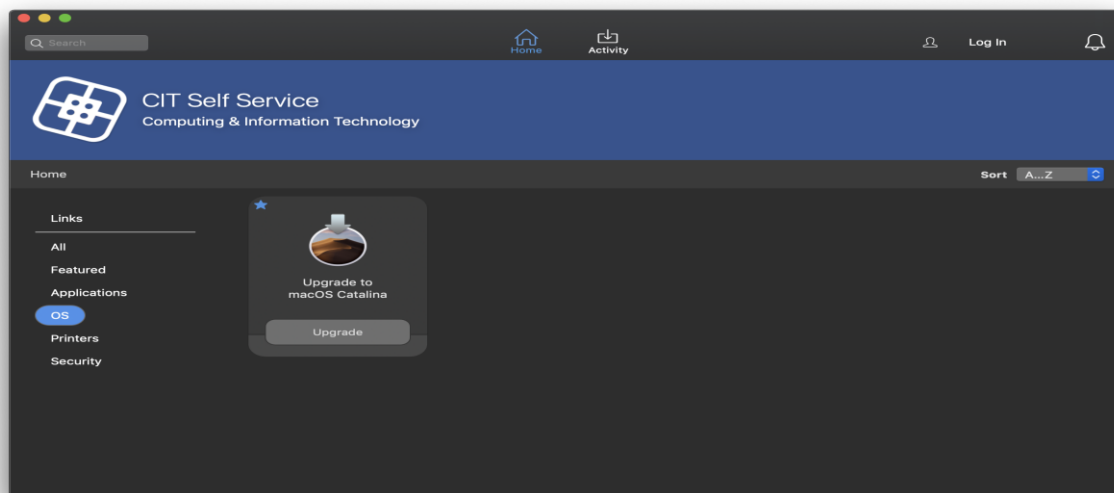 Search
Home
Activity
Log In
CIT Self Service
Computing & Information Technology
Home
Sort A...Z
Links
All
Featured
Applications
OS
Printers
Security
Upgrade to
macOS Catalina
Upgrade